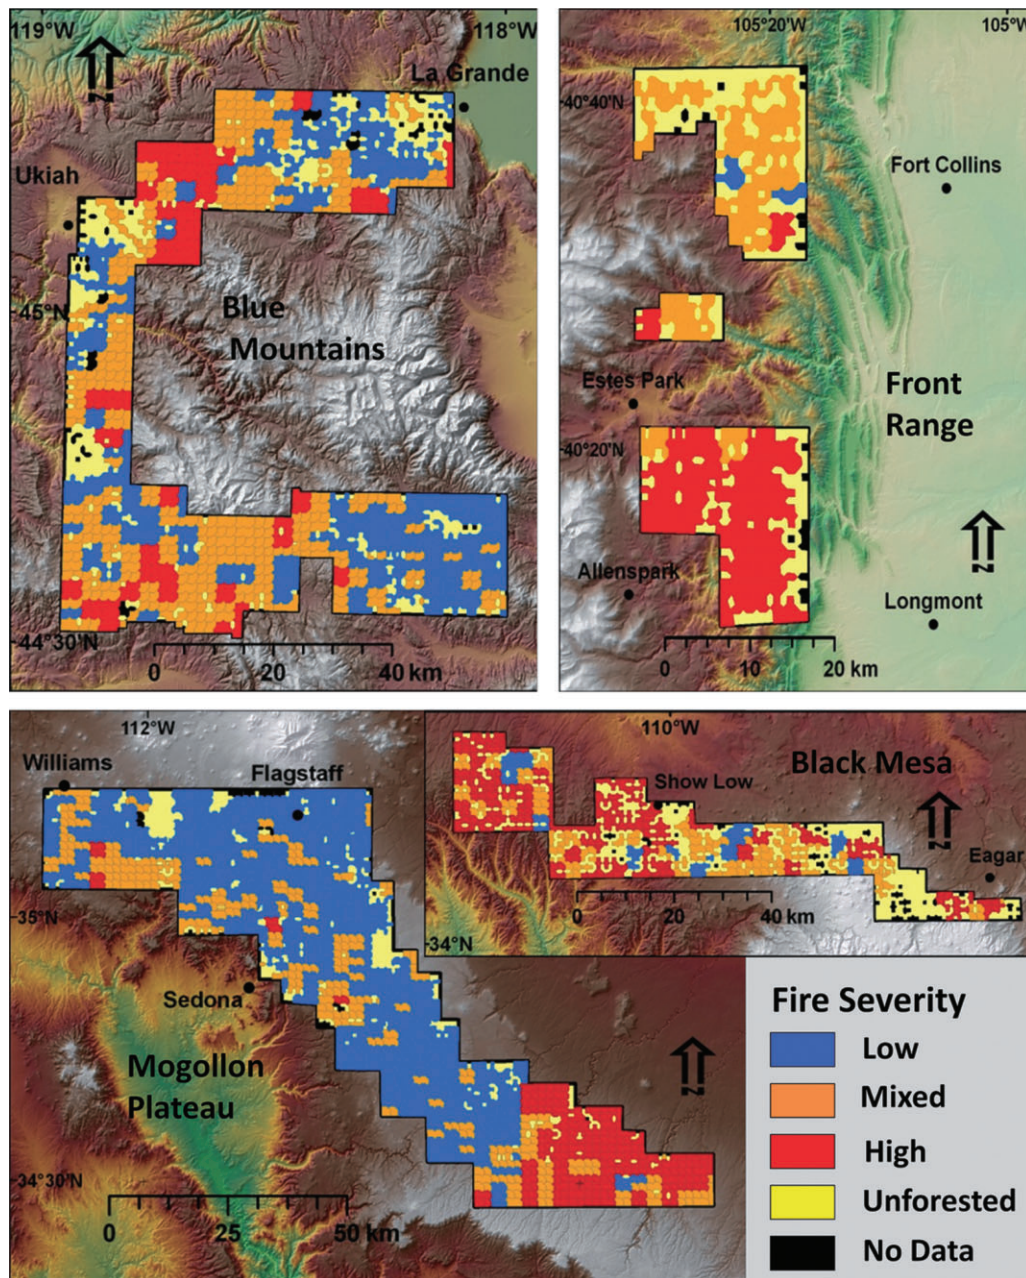 119°W
118°W
La Grande
N
Ukiah
45°N
Blue
Mountains
44°30'N
0 20 40 km
105°20'W
105°W
40°40'N
Fort Collins
Estes Park
Front
Range
40°20'N
N
Allenspark
Longmont
0 10 20 km
112°W
Williams
Flagstaff
35°N
Sedona
Mogollon
Plateau
N
34°30'N
0 25 50 km
110°W
Show Low
Black Mesa
N
Eagar
0 20 40 km
34°N
Fire Severity
Low
Mixed
High
Unforested
No Data